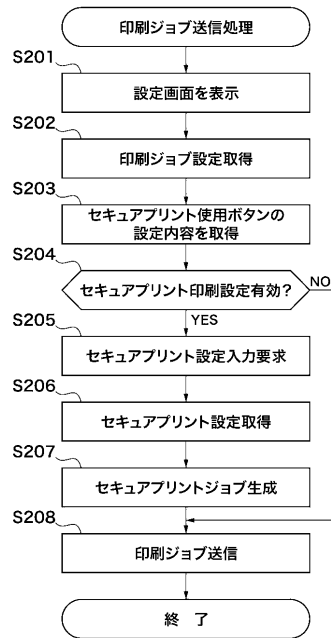 印刷ジョブ送信処理
S201
設定画面を表示
S202
印刷ジョブ設定取得
S203
セキュアプリント使用ボタンの
設定内容を取得
S204
セキュアプリント印刷設定有効?
NO
YES
S205
セキュアプリント設定入力要求
S206
セキュアプリント設定取得
S207
セキュアプリントジョブ生成
S208
印刷ジョブ送信
終 了